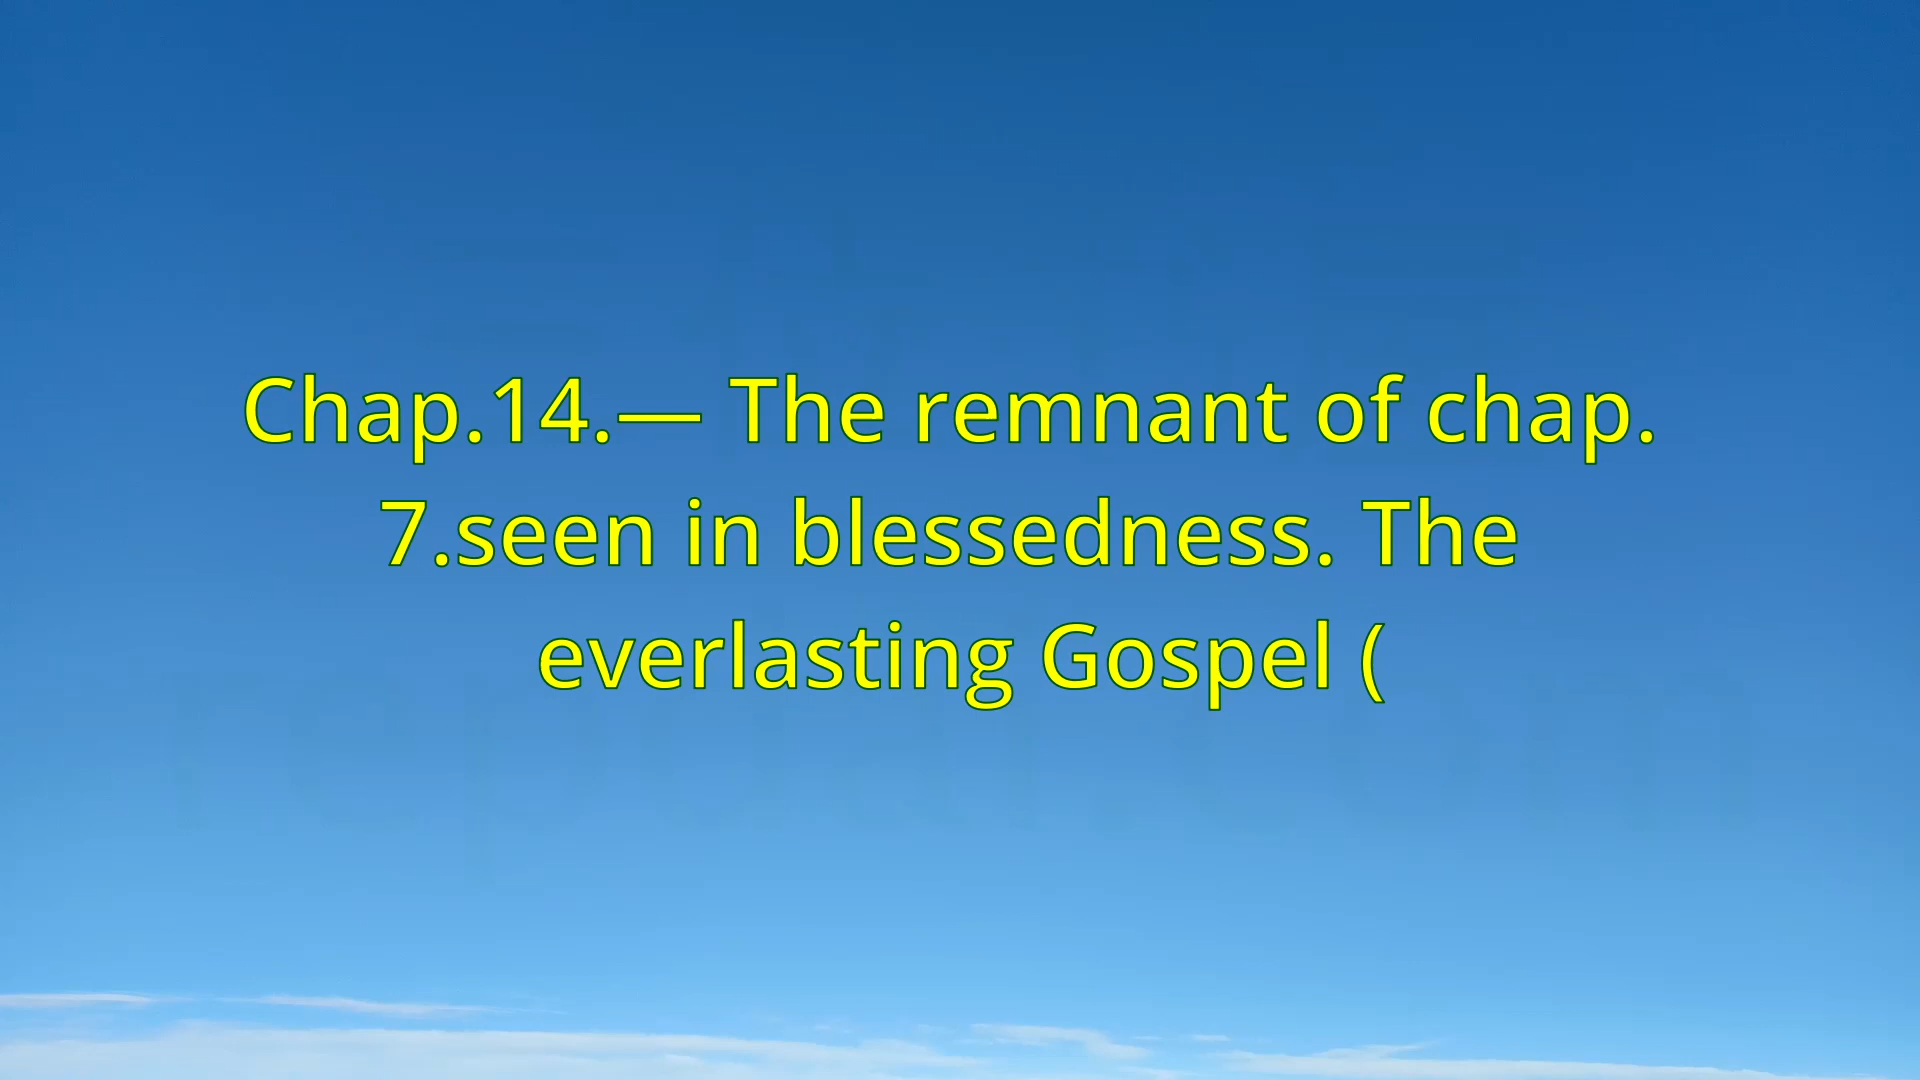 Chap.14.— The remnant of chap.
7.seen in blessedness. The
everlasting Gospel (